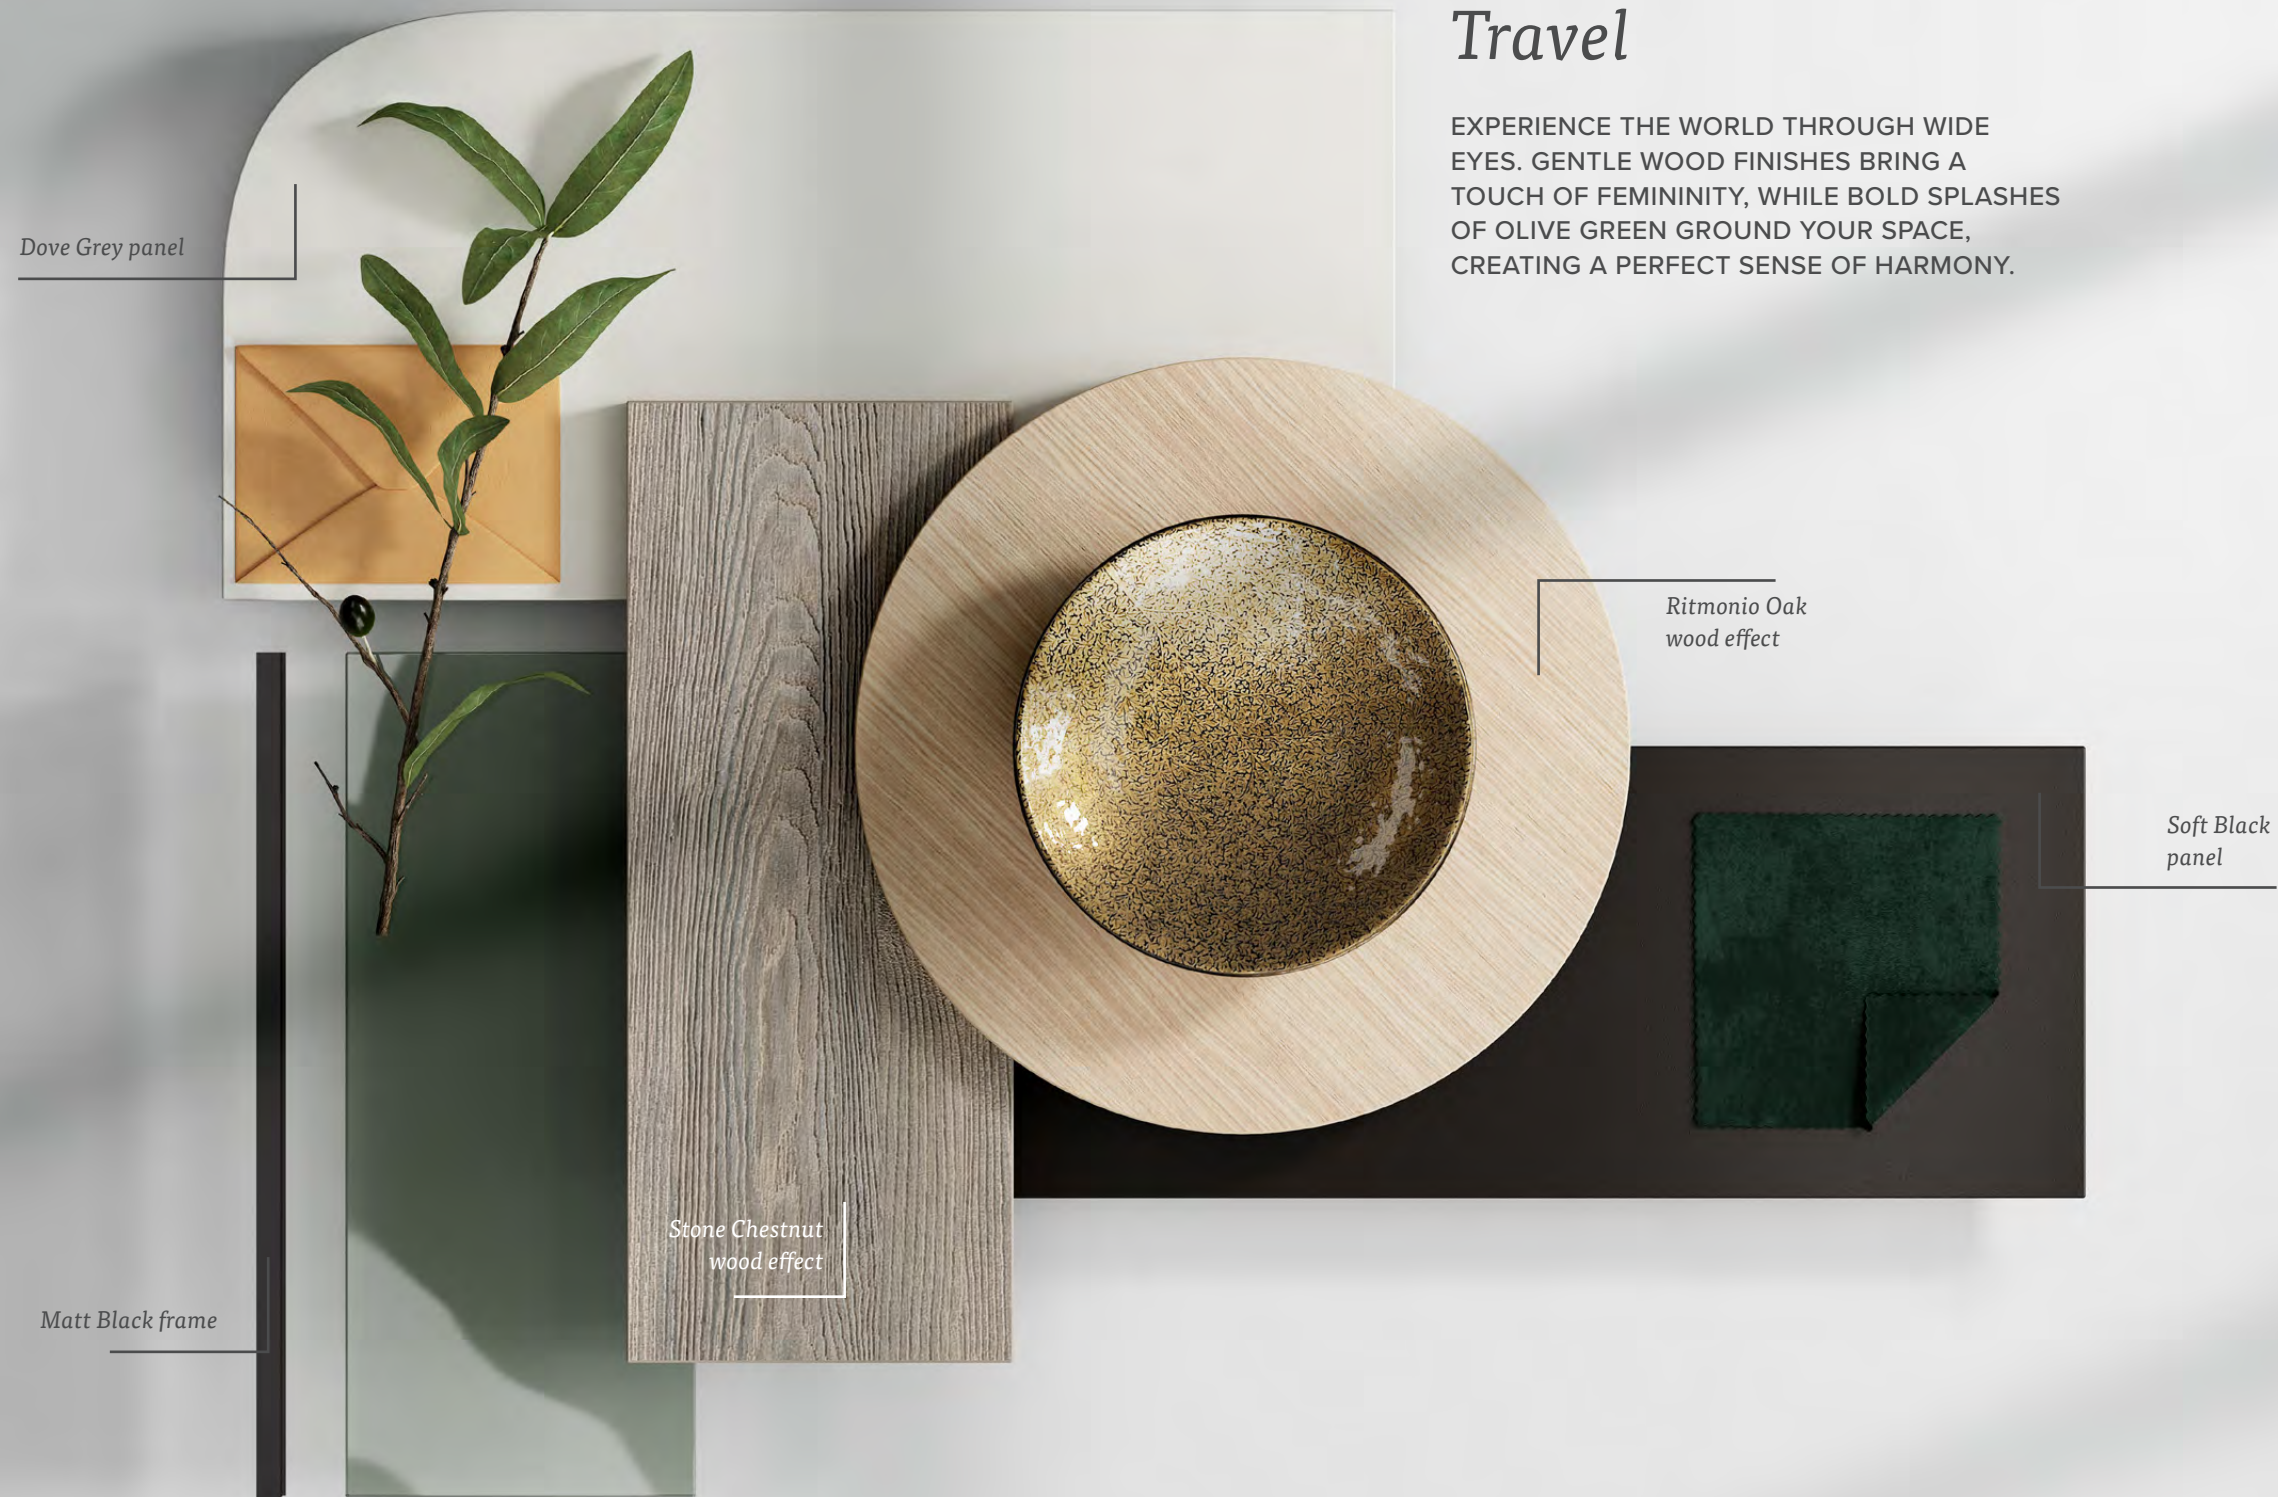 Travel
EXPERIENCE THE WORLD THROUGH WIDE
EYES. GENTLE WOOD FINISHES BRING A
TOUCH OF FEMININITY, WHILE BOLD SPLASHES
OF OLIVE GREEN GROUND YOUR SPACE,
CREATING A PERFECT SENSE OF HARMONY.
Dove Grey panel
Ritmonio Oak
wood effect
Soft Black
panel
Stone Chestnut
wood effect
Matt Black frame